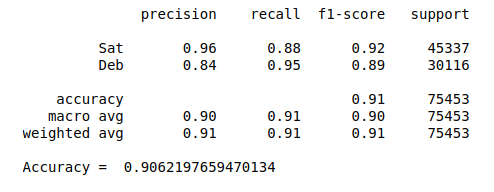 precision recall f1-score support
Sat 0.96 0.88 0.92 45337
Deb 0.84 0.95 0.89 30116
accuracy 0.91 75453
macro avg 0.90 0.91 0.90 75453
weighted avg 0.91 0.91 0.91 75453
Accuracy = 0.9062197659470134